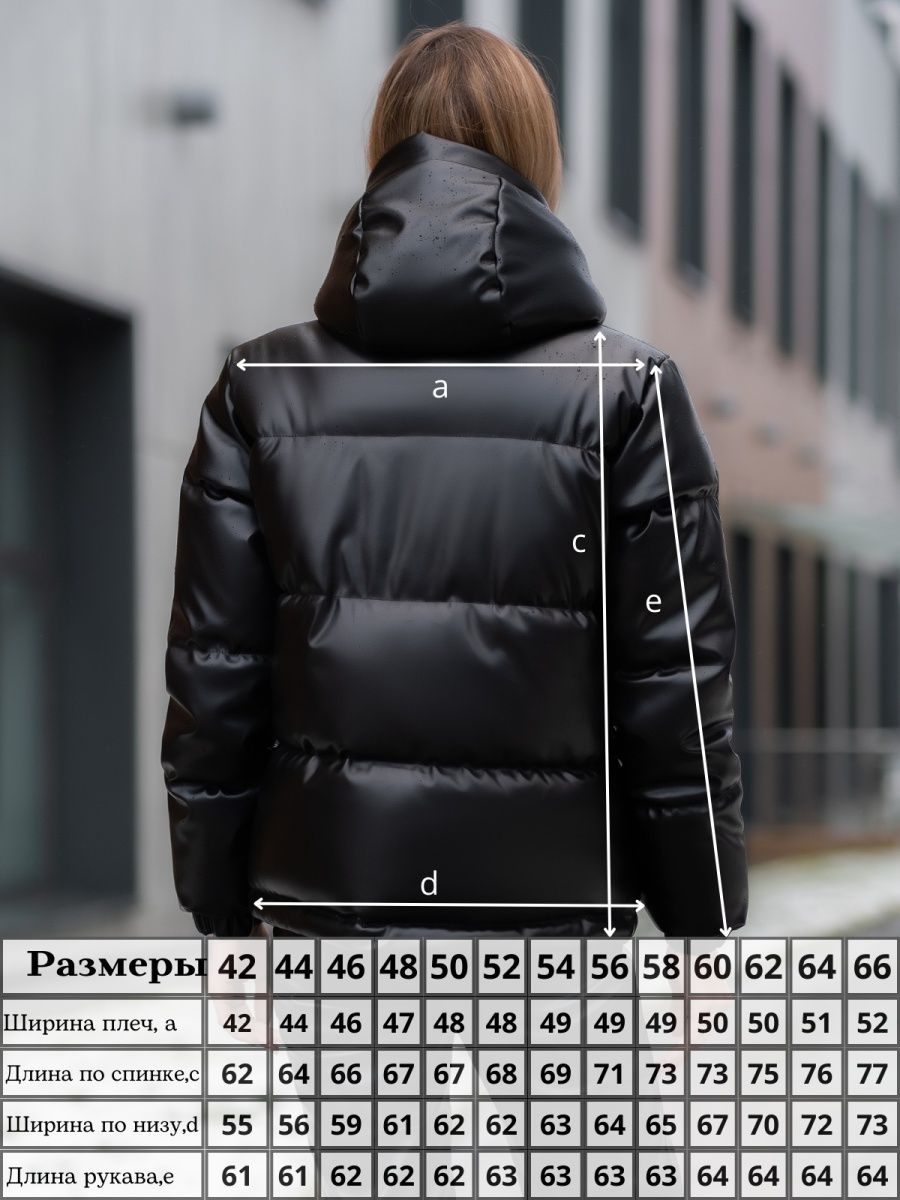 a
c
e
d
Размеры 42 44 46 48 50 52 54 56 58 60 62 64 66
Ширина плеч, а 42 44 46 47 48 48 49 49 49 50 50 51 52
Длина по спинке,с 62 64 66 67 67 68 69 71 73 73 75 76 77
Ширина по низу,d 55 56 59 61 62 62 63 64 65 67 70 72 73
Длина рукава,е 61 61 62 62 62 63 63 63 63 64 64 64 64